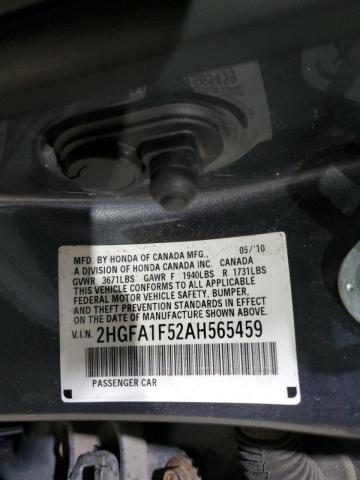 MFD. BY HONDA OF CANADA MFG., 05/10
A DIVISION OF HONDA CANADA INC. CANADA
GVWR 3671LBS GAWR F 1940LBS R 1731LBS
THIS VEHICLE CONFORMS TO ALL APPLICABLE
FEDERAL MOTOR VEHICLE SAFETY, BUMPER,
AND THEFT PREVENTION STANDARDS IN EFFECT
ON THE DATE OF MANUFACTURE SHOWN ABOVE.
V.I.N. 2HGFA1F52AH565459
PASSENGER CAR